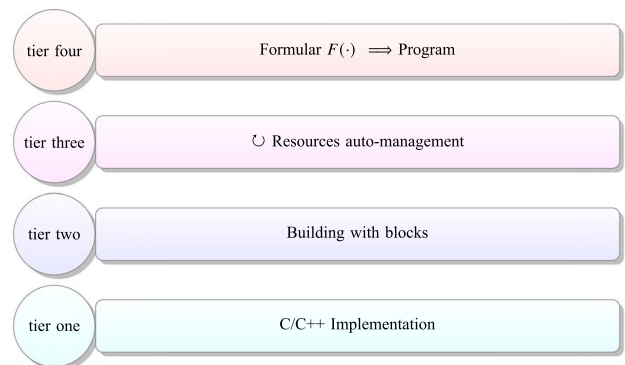 tier four
Formular F(·) ⟹ Program
tier three
↻ Resources auto-management
tier two
Building with blocks
tier one
C/C++ Implementation